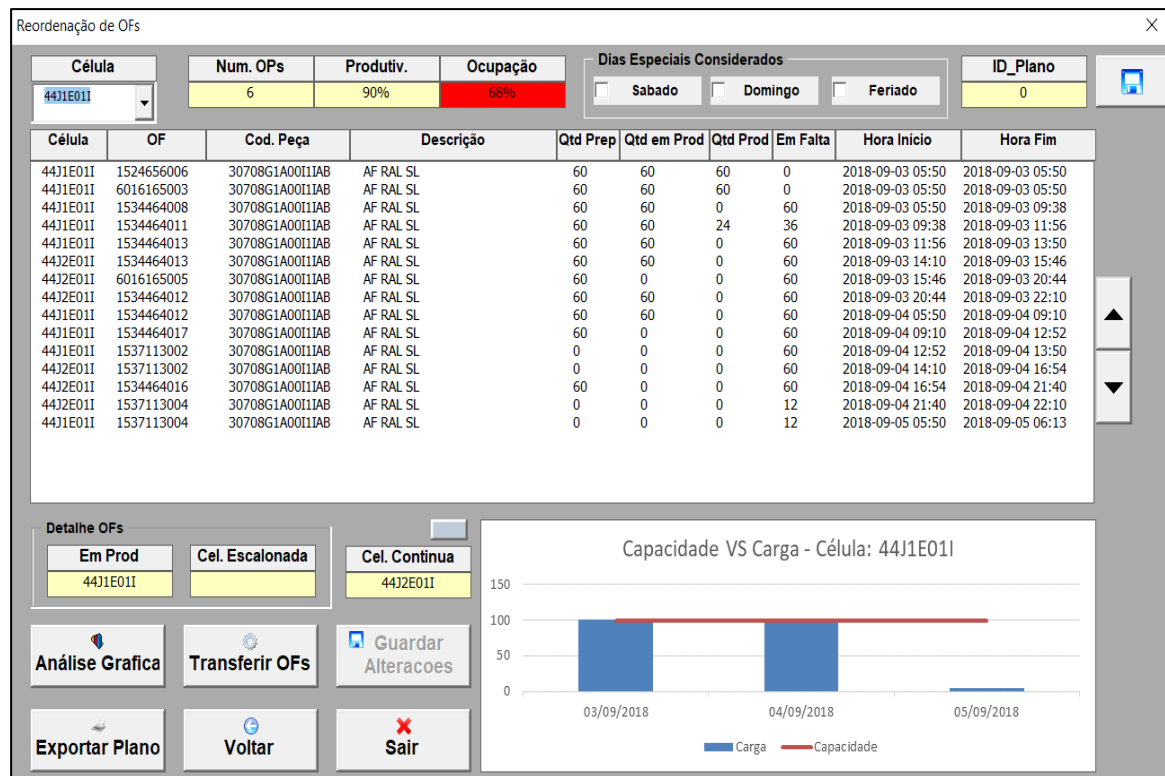 Reordenação de OFs
Célula Num. OPs Produtiv. Ocupação Dias Especiais Considerados ID_Plano
44J1E01I 6 90% 68% Sabado Domingo Feriado 0
Célula OF Cod. Peça Descrição Qtd Prep Qtd em Prod Qtd Prod Em Falta Hora Início Hora Fim
44J1E01I 1524656006 30708G1A00I1IAB AF RAL SL 60 60 60 0 2018-09-03 05:50 2018-09-03 05:50
44J1E01I 6016165003 30708G1A00I1IAB AF RAL SL 60 60 60 0 2018-09-03 05:50 2018-09-03 05:50
44J1E01I 1534464008 30708G1A00I1IAB AF RAL SL 60 60 0 60 2018-09-03 05:50 2018-09-03 09:38
44J1E01I 1534464011 30708G1A00I1IAB AF RAL SL 60 60 24 36 2018-09-03 09:38 2018-09-03 11:56
44J1E01I 1534464013 30708G1A00I1IAB AF RAL SL 60 60 0 60 2018-09-03 11:56 2018-09-03 13:50
44J2E01I 1534464013 30708G1A00I1IAB AF RAL SL 60 60 0 60 2018-09-03 14:10 2018-09-03 15:46
44J2E01I 6016165005 30708G1A00I1IAB AF RAL SL 60 0 0 60 2018-09-03 15:46 2018-09-03 20:44
44J2E01I 1534464012 30708G1A00I1IAB AF RAL SL 60 60 0 60 2018-09-03 20:44 2018-09-03 22:10
44J1E01I 1534464012 30708G1A00I1IAB AF RAL SL 60 60 0 60 2018-09-04 05:50 2018-09-04 09:10
44J1E01I 1534464017 30708G1A00I1IAB AF RAL SL 60 0 0 60 2018-09-04 09:10 2018-09-04 12:52
44J1E01I 1537113002 30708G1A00I1IAB AF RAL SL 0 0 0 60 2018-09-04 12:52 2018-09-04 13:50
44J2E01I 1537113002 30708G1A00I1IAB AF RAL SL 0 0 0 60 2018-09-04 14:10 2018-09-04 16:54
44J2E01I 1534464016 30708G1A00I1IAB AF RAL SL 60 0 0 60 2018-09-04 16:54 2018-09-04 21:40
44J2E01I 1537113004 30708G1A00I1IAB AF RAL SL 0 0 0 12 2018-09-04 21:40 2018-09-04 22:10
44J1E01I 1537113004 30708G1A00I1IAB AF RAL SL 0 0 0 12 2018-09-05 05:50 2018-09-05 06:13
Detalhe OFs
Em Prod Cel. Escalonada Cel. Continua
44J1E01I 44J2E01I
Análise Grafica
Transferir OFs
Guardar
Alteracoes
Exportar Plano
Voltar
Sair
Capacidade VS Carga - Célula: 44J1E01I
150
100
50
0
03/09/2018 04/09/2018 05/09/2018
Carga Capacidade